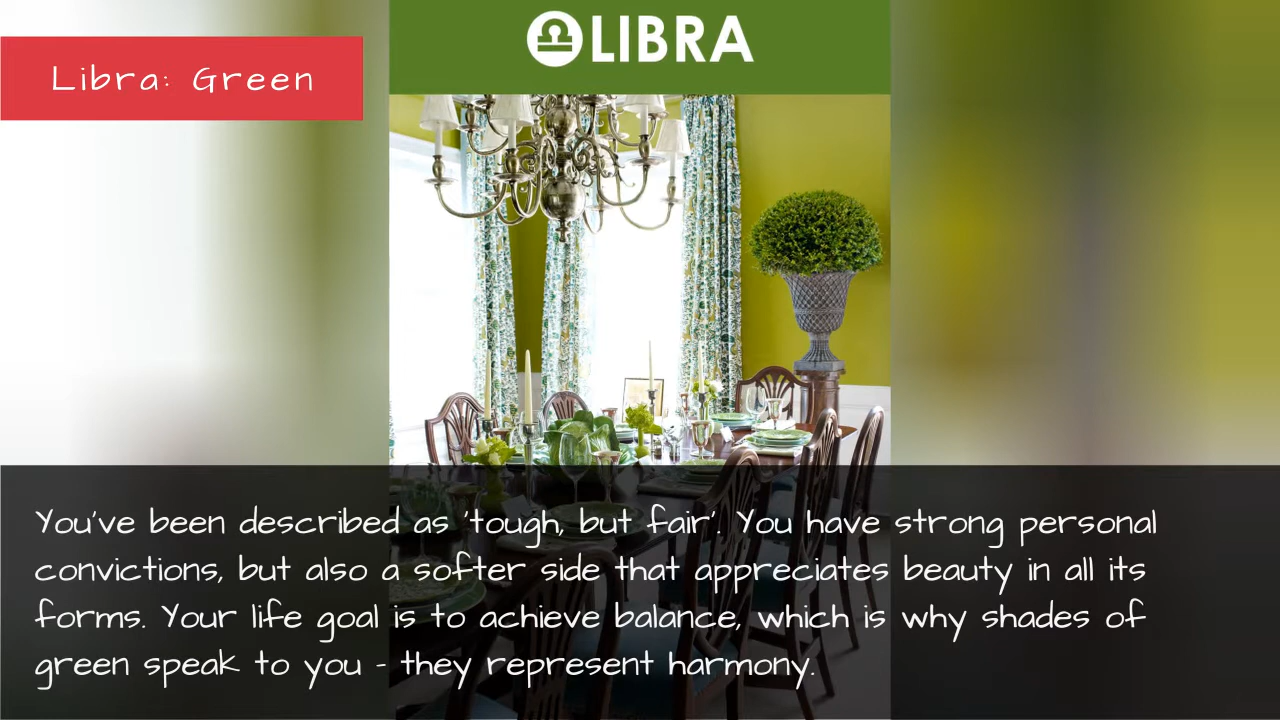 LIBRA
Libra: Green
You've been described as 'tough, but fair'. You have strong personal
convictions, but also a softer side that appreciates beauty in all its
forms. Your life goal is to achieve balance, which is why shades of
green speak to you - they represent harmony.